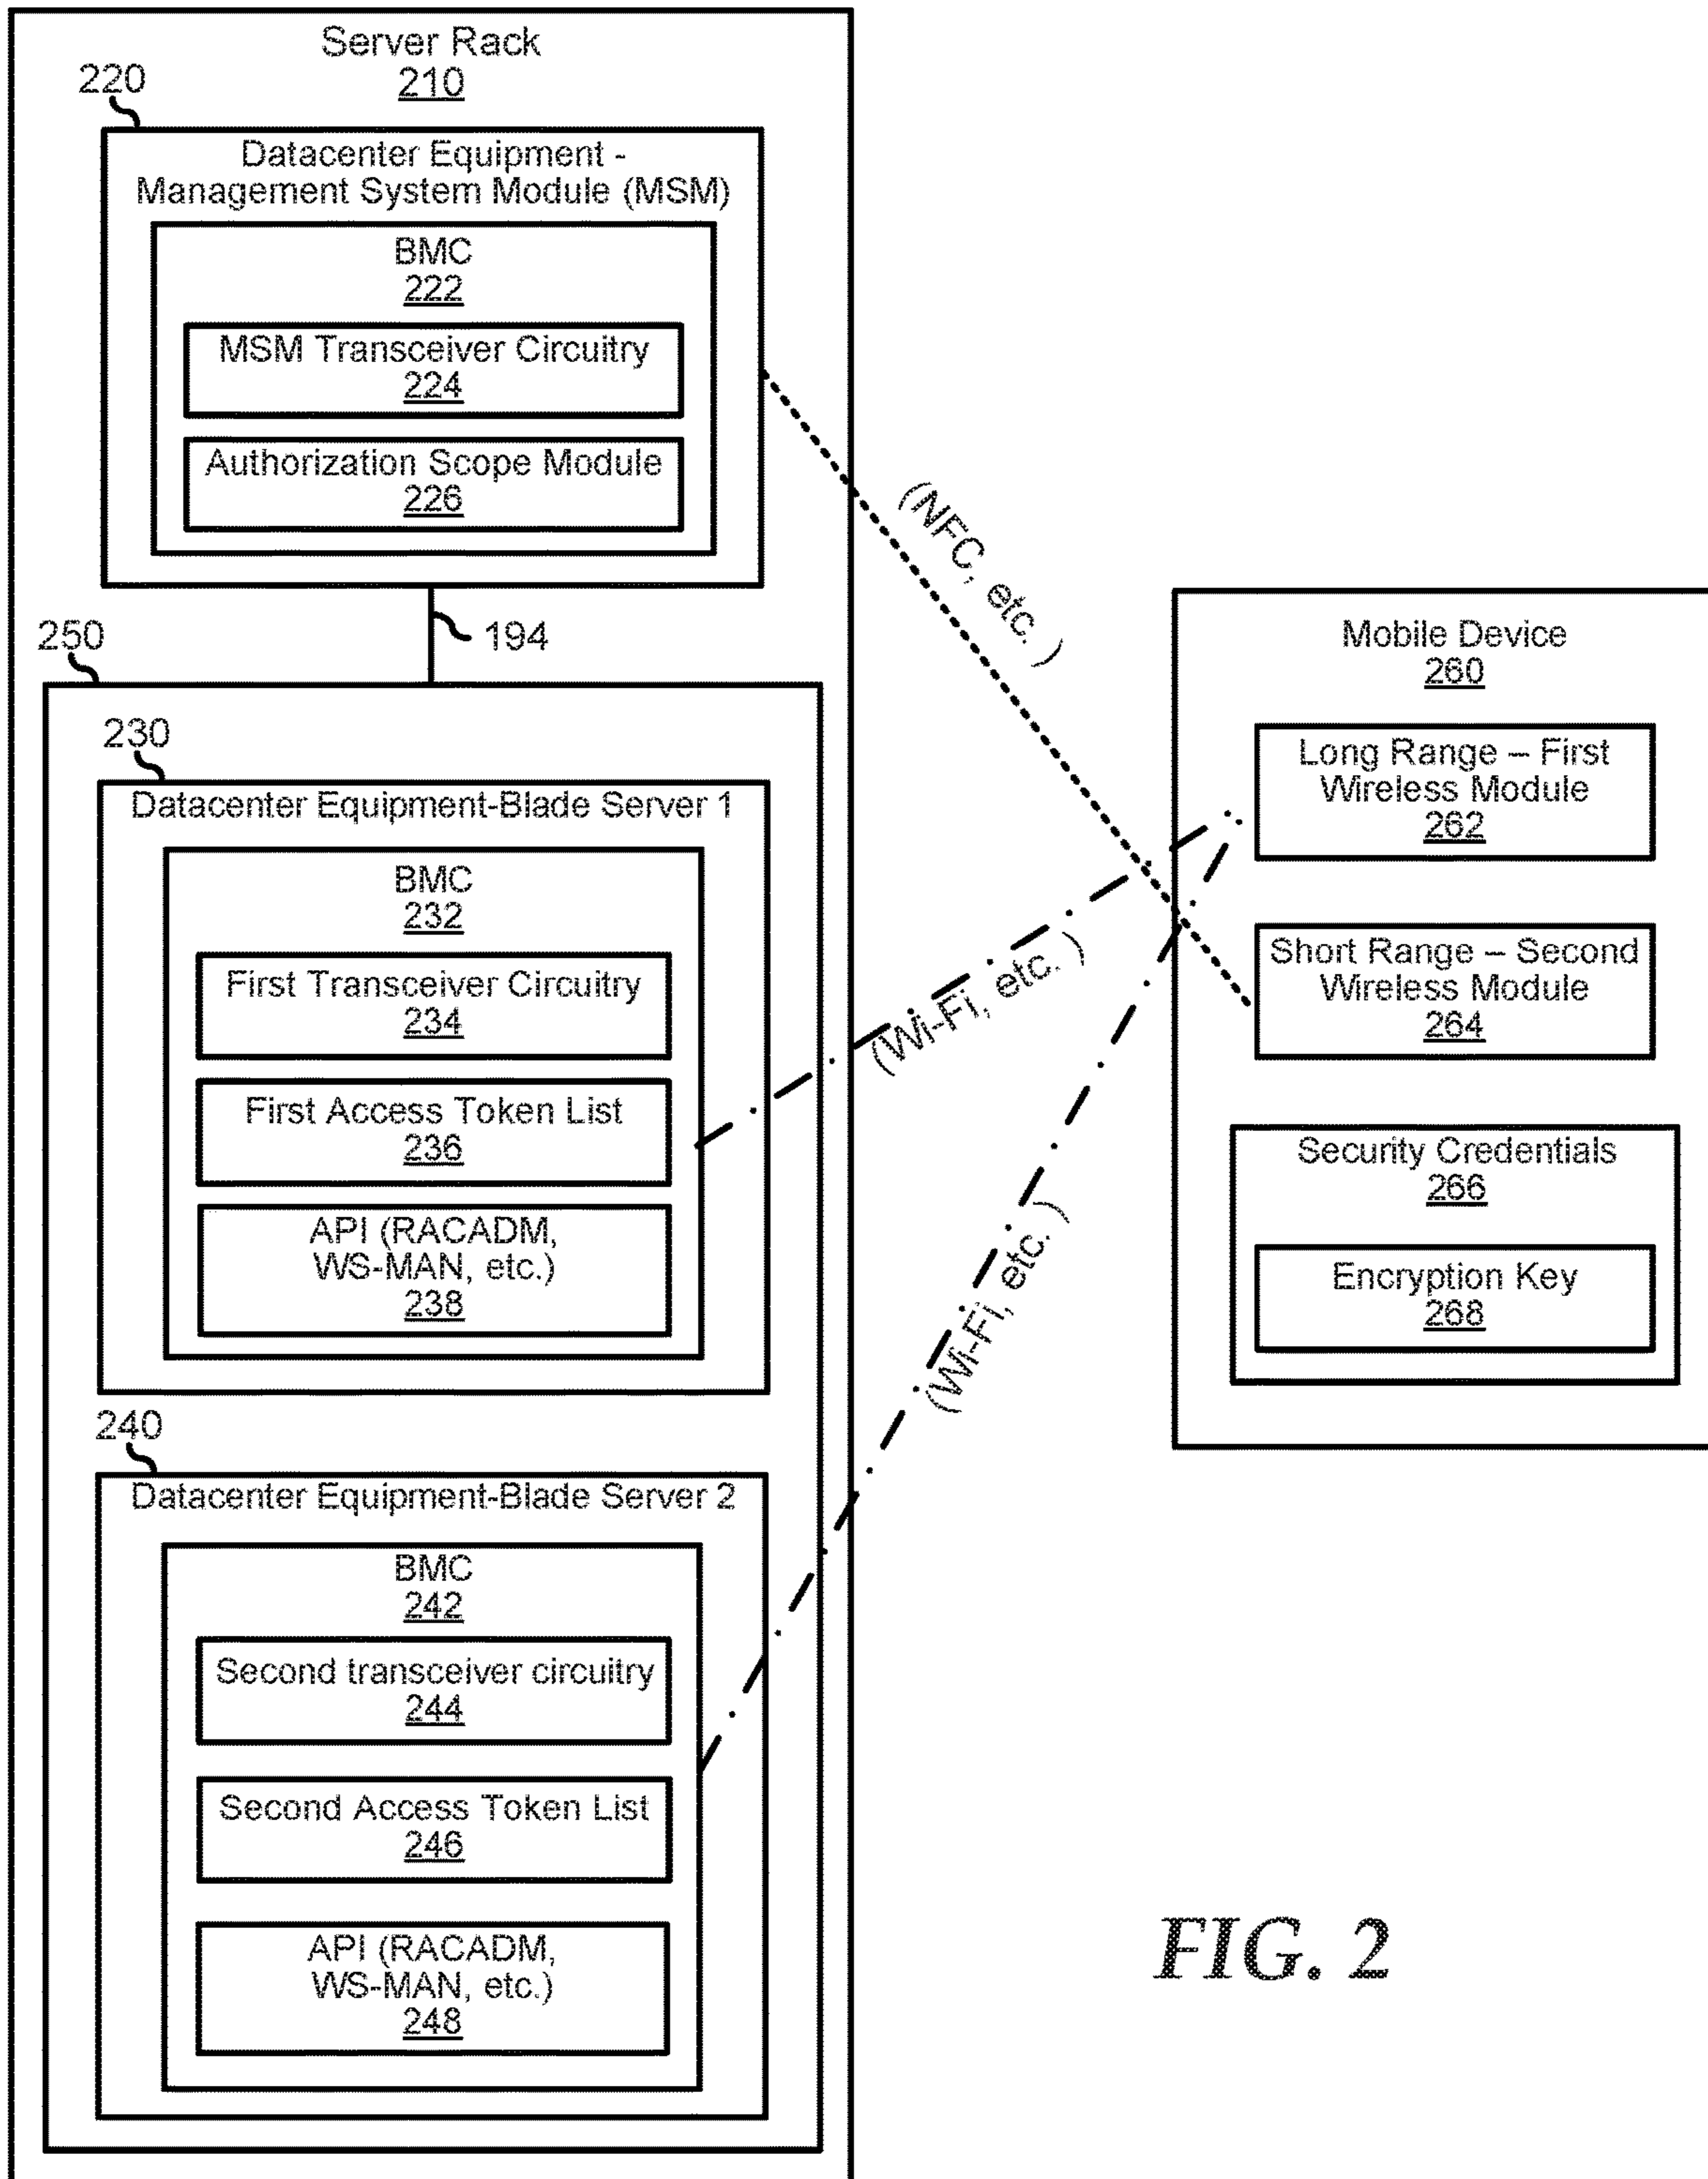 Server Rack
210
220
Datacenter Equipment -
Management System Module (MSM)
BMC
222
MSM Transceiver Circuitry
224
Authorization Scope Module
226
194
250
230
Datacenter Equipment-Blade Server 1
BMC
232
First Transceiver Circuitry
234
First Access Token List
236
API (RACADM,
WS-MAN, etc.)
238
240
Datacenter Equipment-Blade Server 2
BMC
242
Second transceiver circuitry
244
Second Access Token List
246
API (RACADM,
WS-MAN, etc.)
248
(NFC, etc. )
(Wi-Fi, etc. )
(Wi-Fi, etc. )
Mobile Device
260
Long Range – First
Wireless Module
262
Short Range – Second
Wireless Module
264
Security Credentials
266
Encryption Key
268
FIG. 2